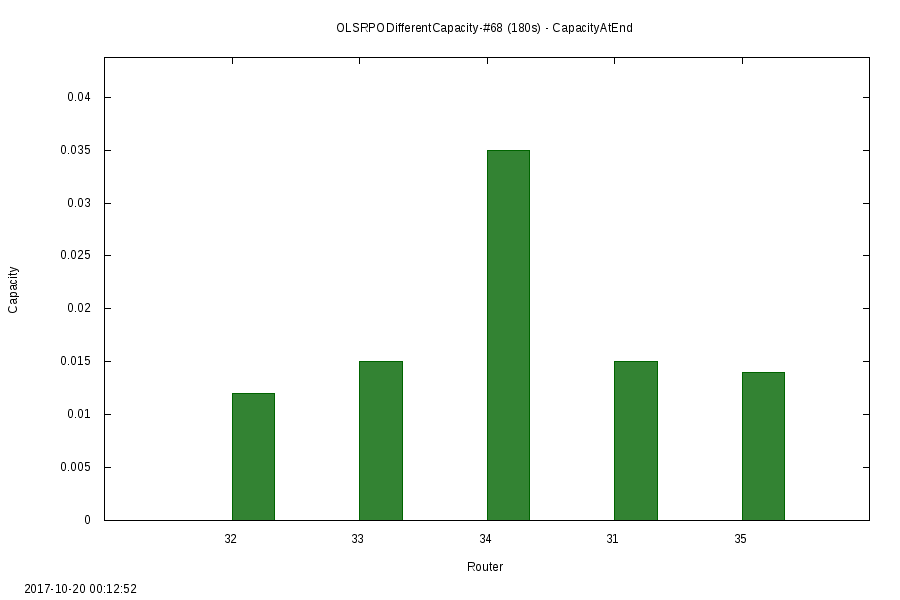 OLSRPODifferentCapacity-#68 (180s) - CapacityAtEnd
0.04
0.035
0.03
0.025
0.02
0.015
0.01
0.005
0
Capacity
32 33 34 31 35
Router
2017-10-20 00:12:52